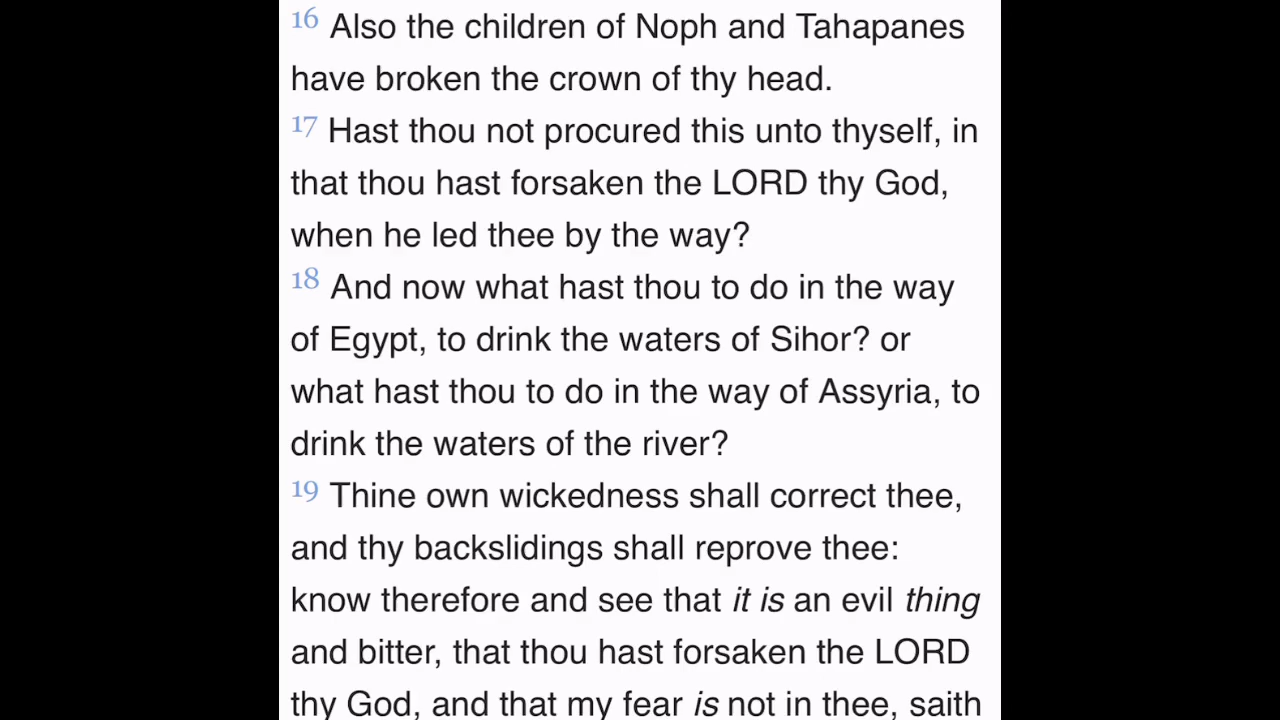 16 Also the children of Noph and Tahapanes
have broken the crown of thy head.
17 Hast thou not procured this unto thyself, in
that thou hast forsaken the LORD thy God,
when he led thee by the way?
18 And now what hast thou to do in the way
of Egypt, to drink the waters of Sihor? or
what hast thou to do in the way of Assyria, to
drink the waters of the river?
19 Thine own wickedness shall correct thee,
and thy backslidings shall reprove thee:
know therefore and see that it is an evil thing
and bitter, that thou hast forsaken the LORD
thy God, and that my fear is not in thee, saith